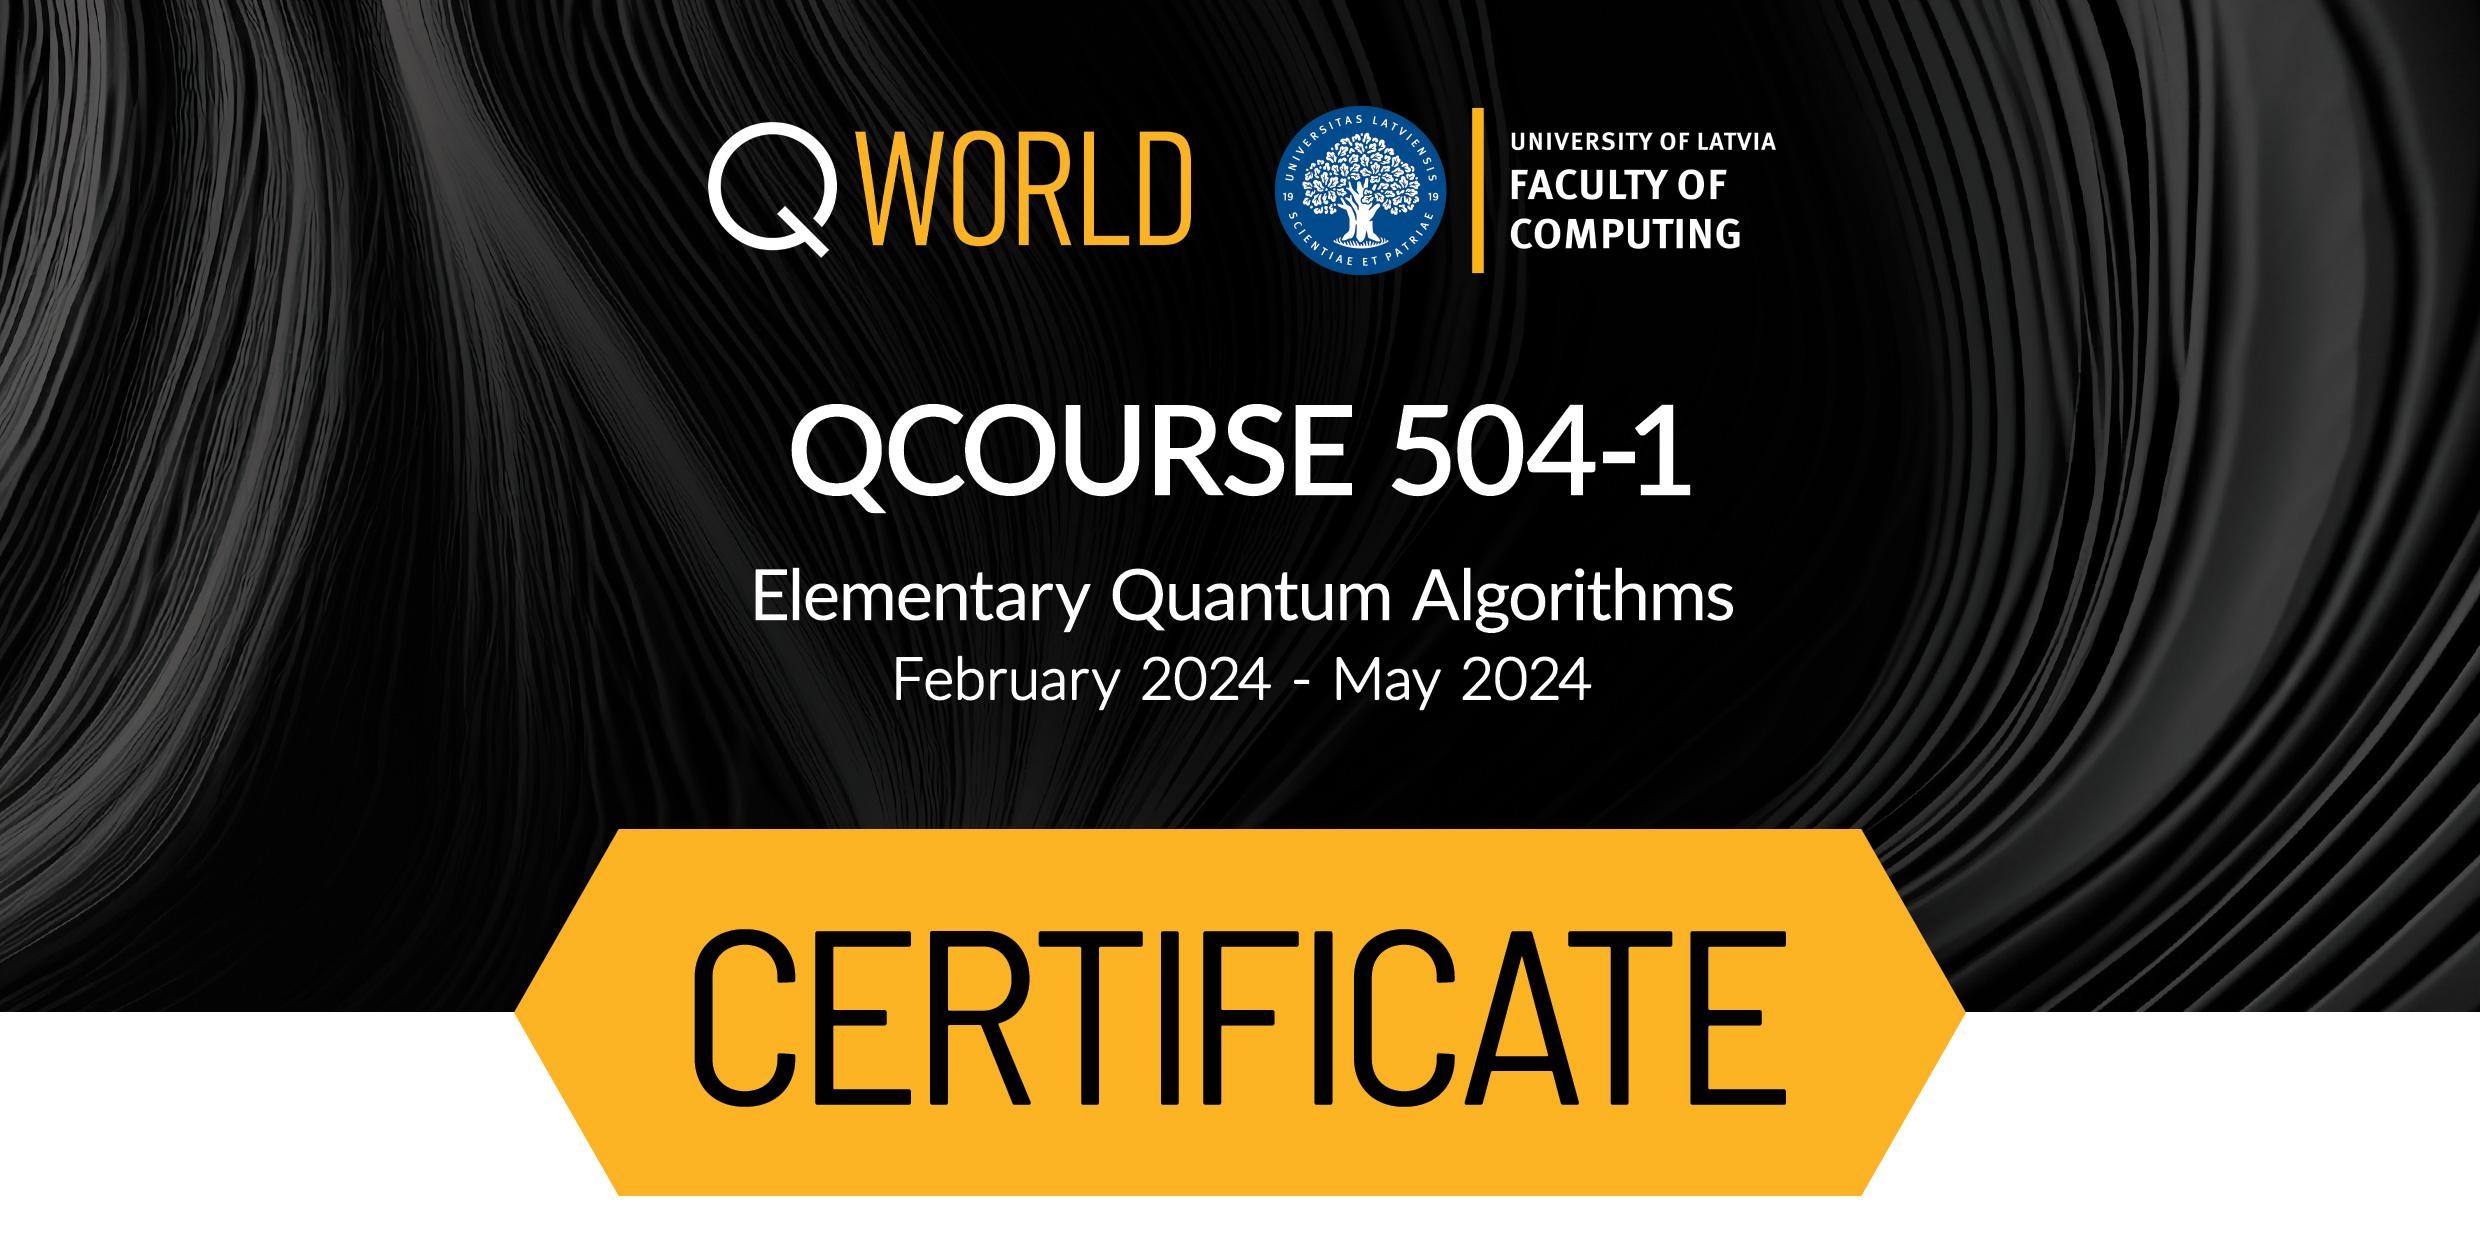 QWORLD
UNIVERSITAS LATVIENSIS
19 19
SCIENTIAE ET PATRIAE
UNIVERSITY OF LATVIA
FACULTY OF
COMPUTING
QCOURSE 504-1
Elementary Quantum Algorithms
February 2024 - May 2024
CERTIFICATE